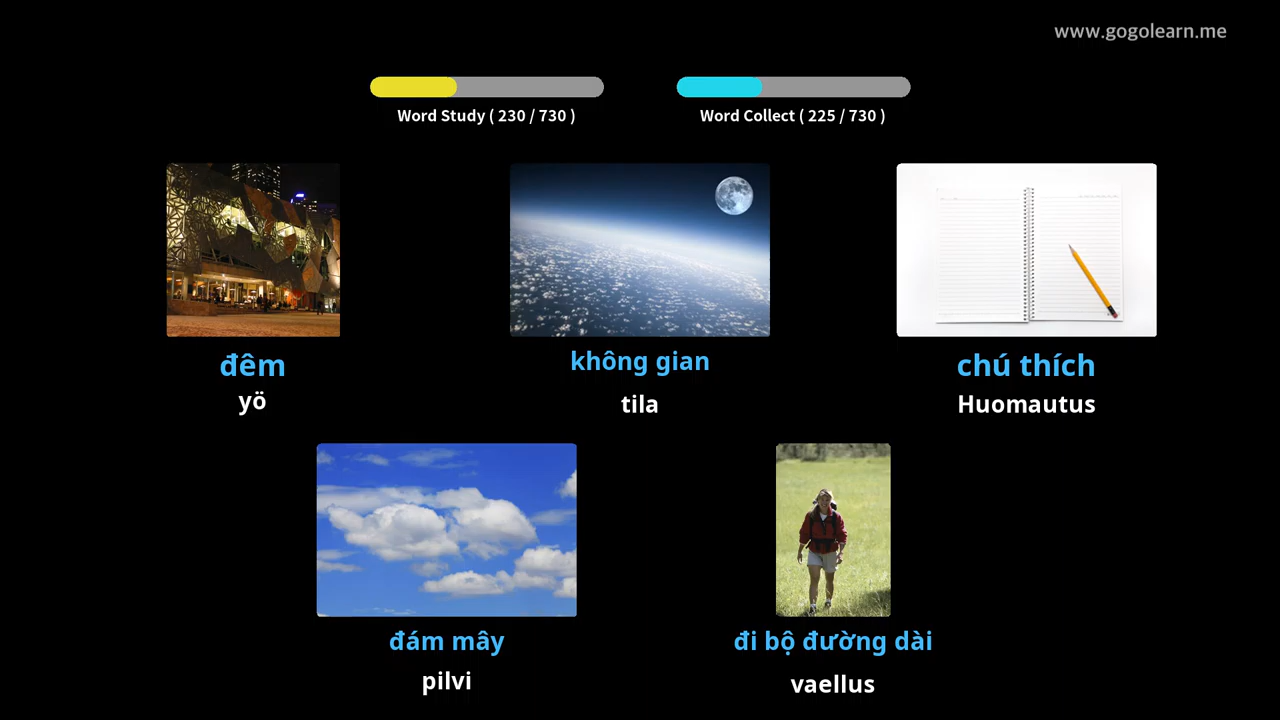 www.gogolearn.me
Word Study ( 230 / 730 )
Word Collect ( 225 / 730 )
đêm
yö
không gian
tila
chú thích
Huomautus
đám mây
pilvi
đi bộ đường dài
vaellus